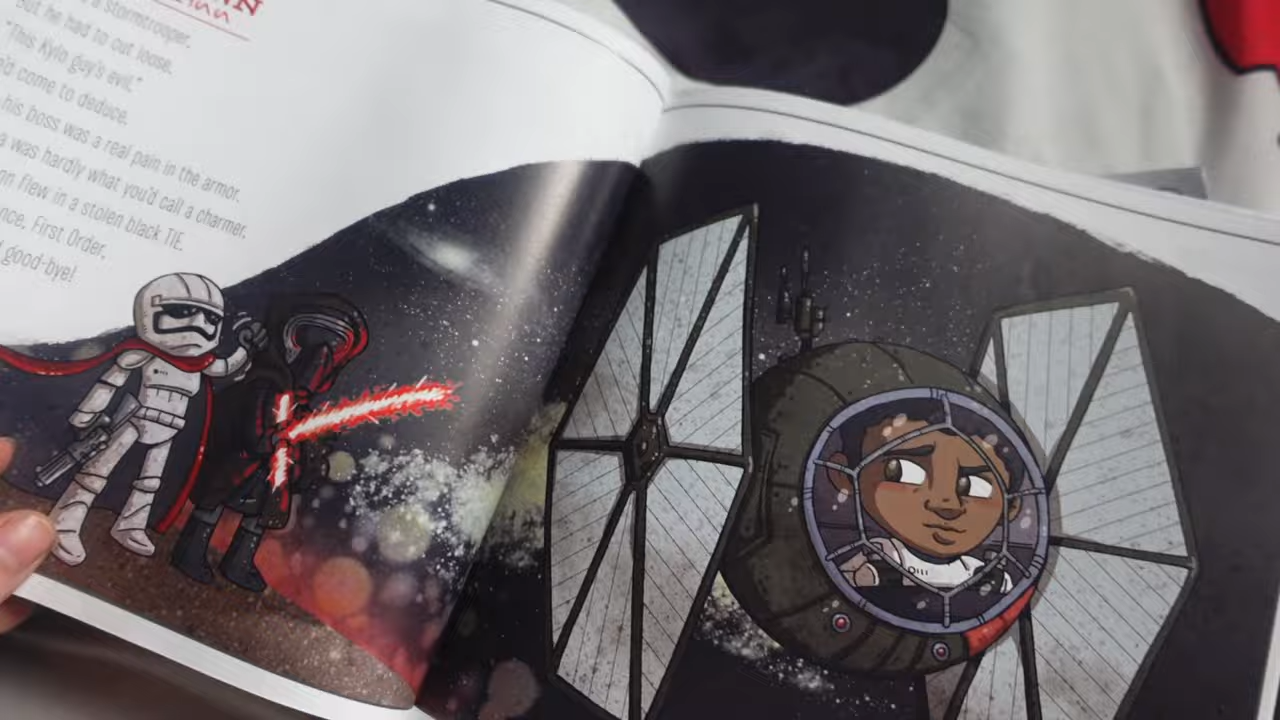 a Stormtrooper,
But he had to cut loose.
"This Kylo guy's evil,"
he'd come to deduce.
his boss was a real pain in the armor.
was hardly what you'd call a charmer.
flew in a stolen black TIE.
First Order,
good-bye!